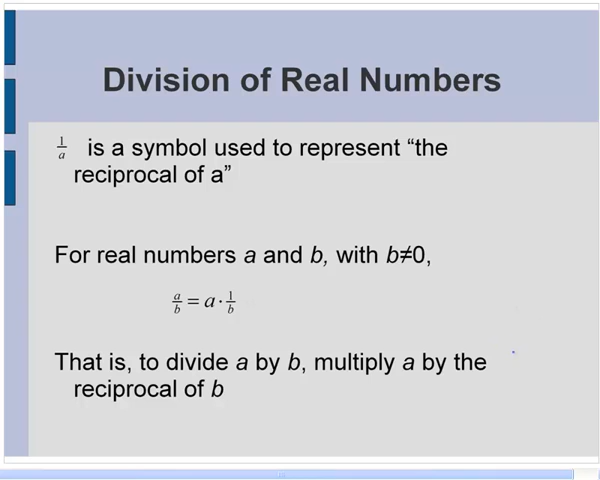 Division of Real Numbers
1/a is a symbol used to represent “the
reciprocal of a”
For real numbers a and b, with b≠0,
a/b = a · 1/b
That is, to divide a by b, multiply a by the
reciprocal of b